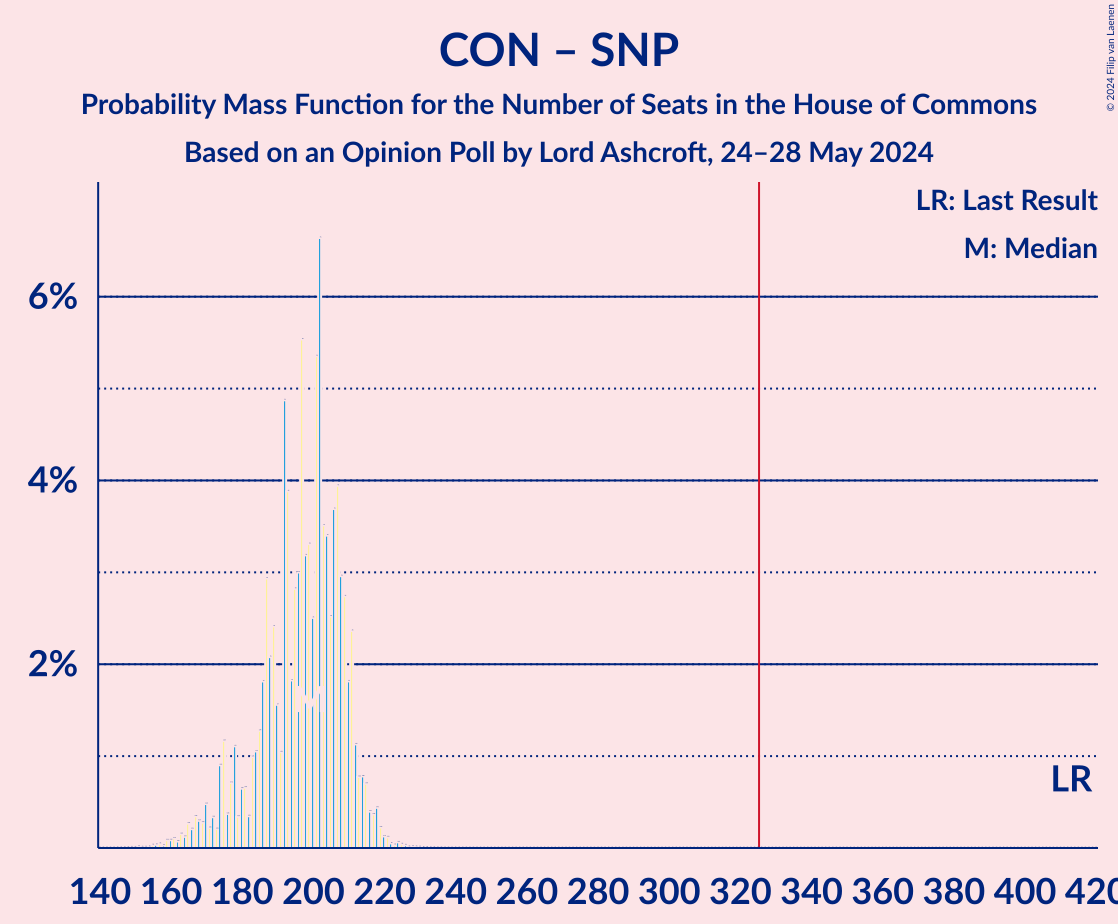 CON – SNP
Probability Mass Function for the Number of Seats in the House of Commons
Based on an Opinion Poll by Lord Ashcroft, 24–28 May 2024
© 2024 Filip van Laenen
LR: Last Result
M: Median
6%
4%
2%
LR
140 160 180 200 220 240 260 280 300 320 340 360 380 400 420